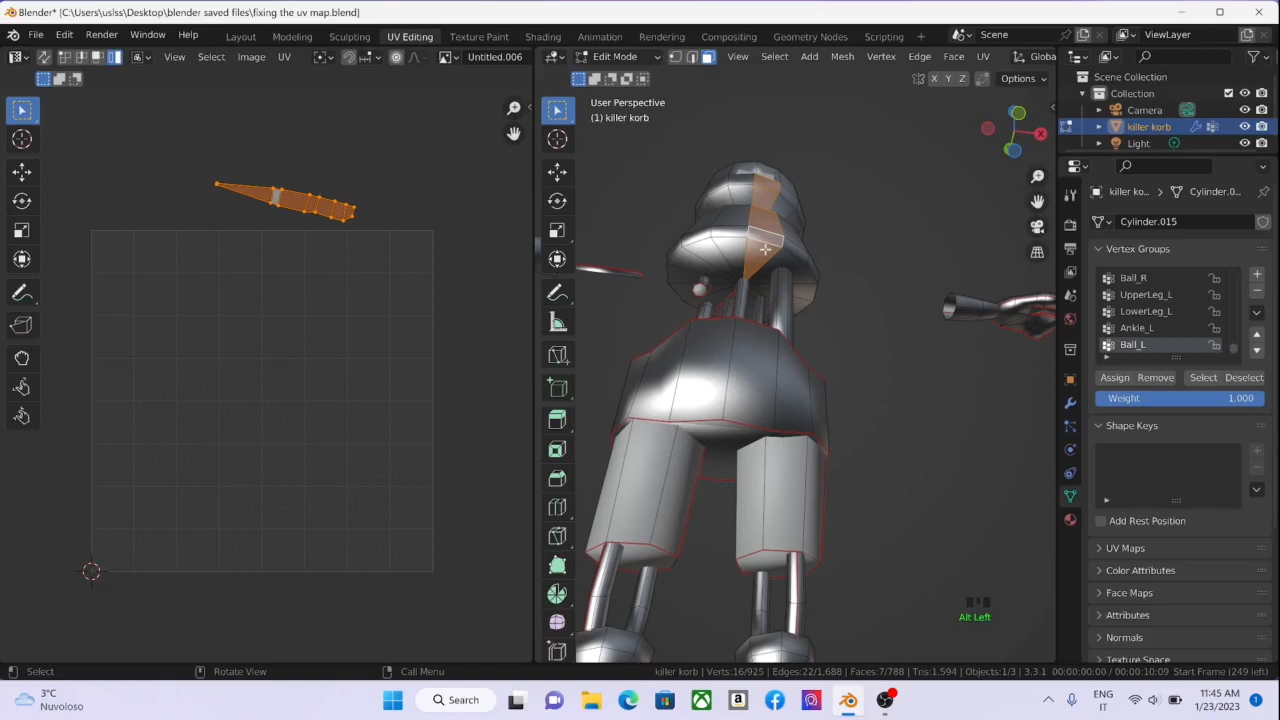 Blender* [C:\Users\uslss\Desktop\blender saved files\fixing the uv map.blend]
File Edit Render Window Help Layout Modeling Sculpting UV Editing Texture Paint Shading Animation Rendering Compositing Geometry Nodes Scripting + Scene ViewLayer
View Select Image UV Untitled.006 Edit Mode View Select Add Mesh Vertex Edge Face UV Globa
X Y Z Options
Scene Collection
Collection
Camera
killer korb
Light
User Perspective
(1) killer korb
X
killer ko... Cylinder.0...
Cylinder.015
Vertex Groups
Ball_R
UpperLeg_L
LowerLeg_L
Ankle_L
Ball_L
Assign Remove Select Deselect
Weight 1.000
Shape Keys
Add Rest Position
UV Maps
Color Attributes
Face Maps
Attributes
Normals
Texture Space
Alt Left
Select Rotate View Call Menu killer korb | Verts:16/925 | Edges:22/1,688 | Faces:7/788 | Tris:1,594 | Objects:1/3 | 3.3.1 00:00:00:00 / 00:00:10:09 Start Frame (249 left)
3°C
Nuvoloso
Search
ENG
IT
11:45 AM
1/23/2023
1